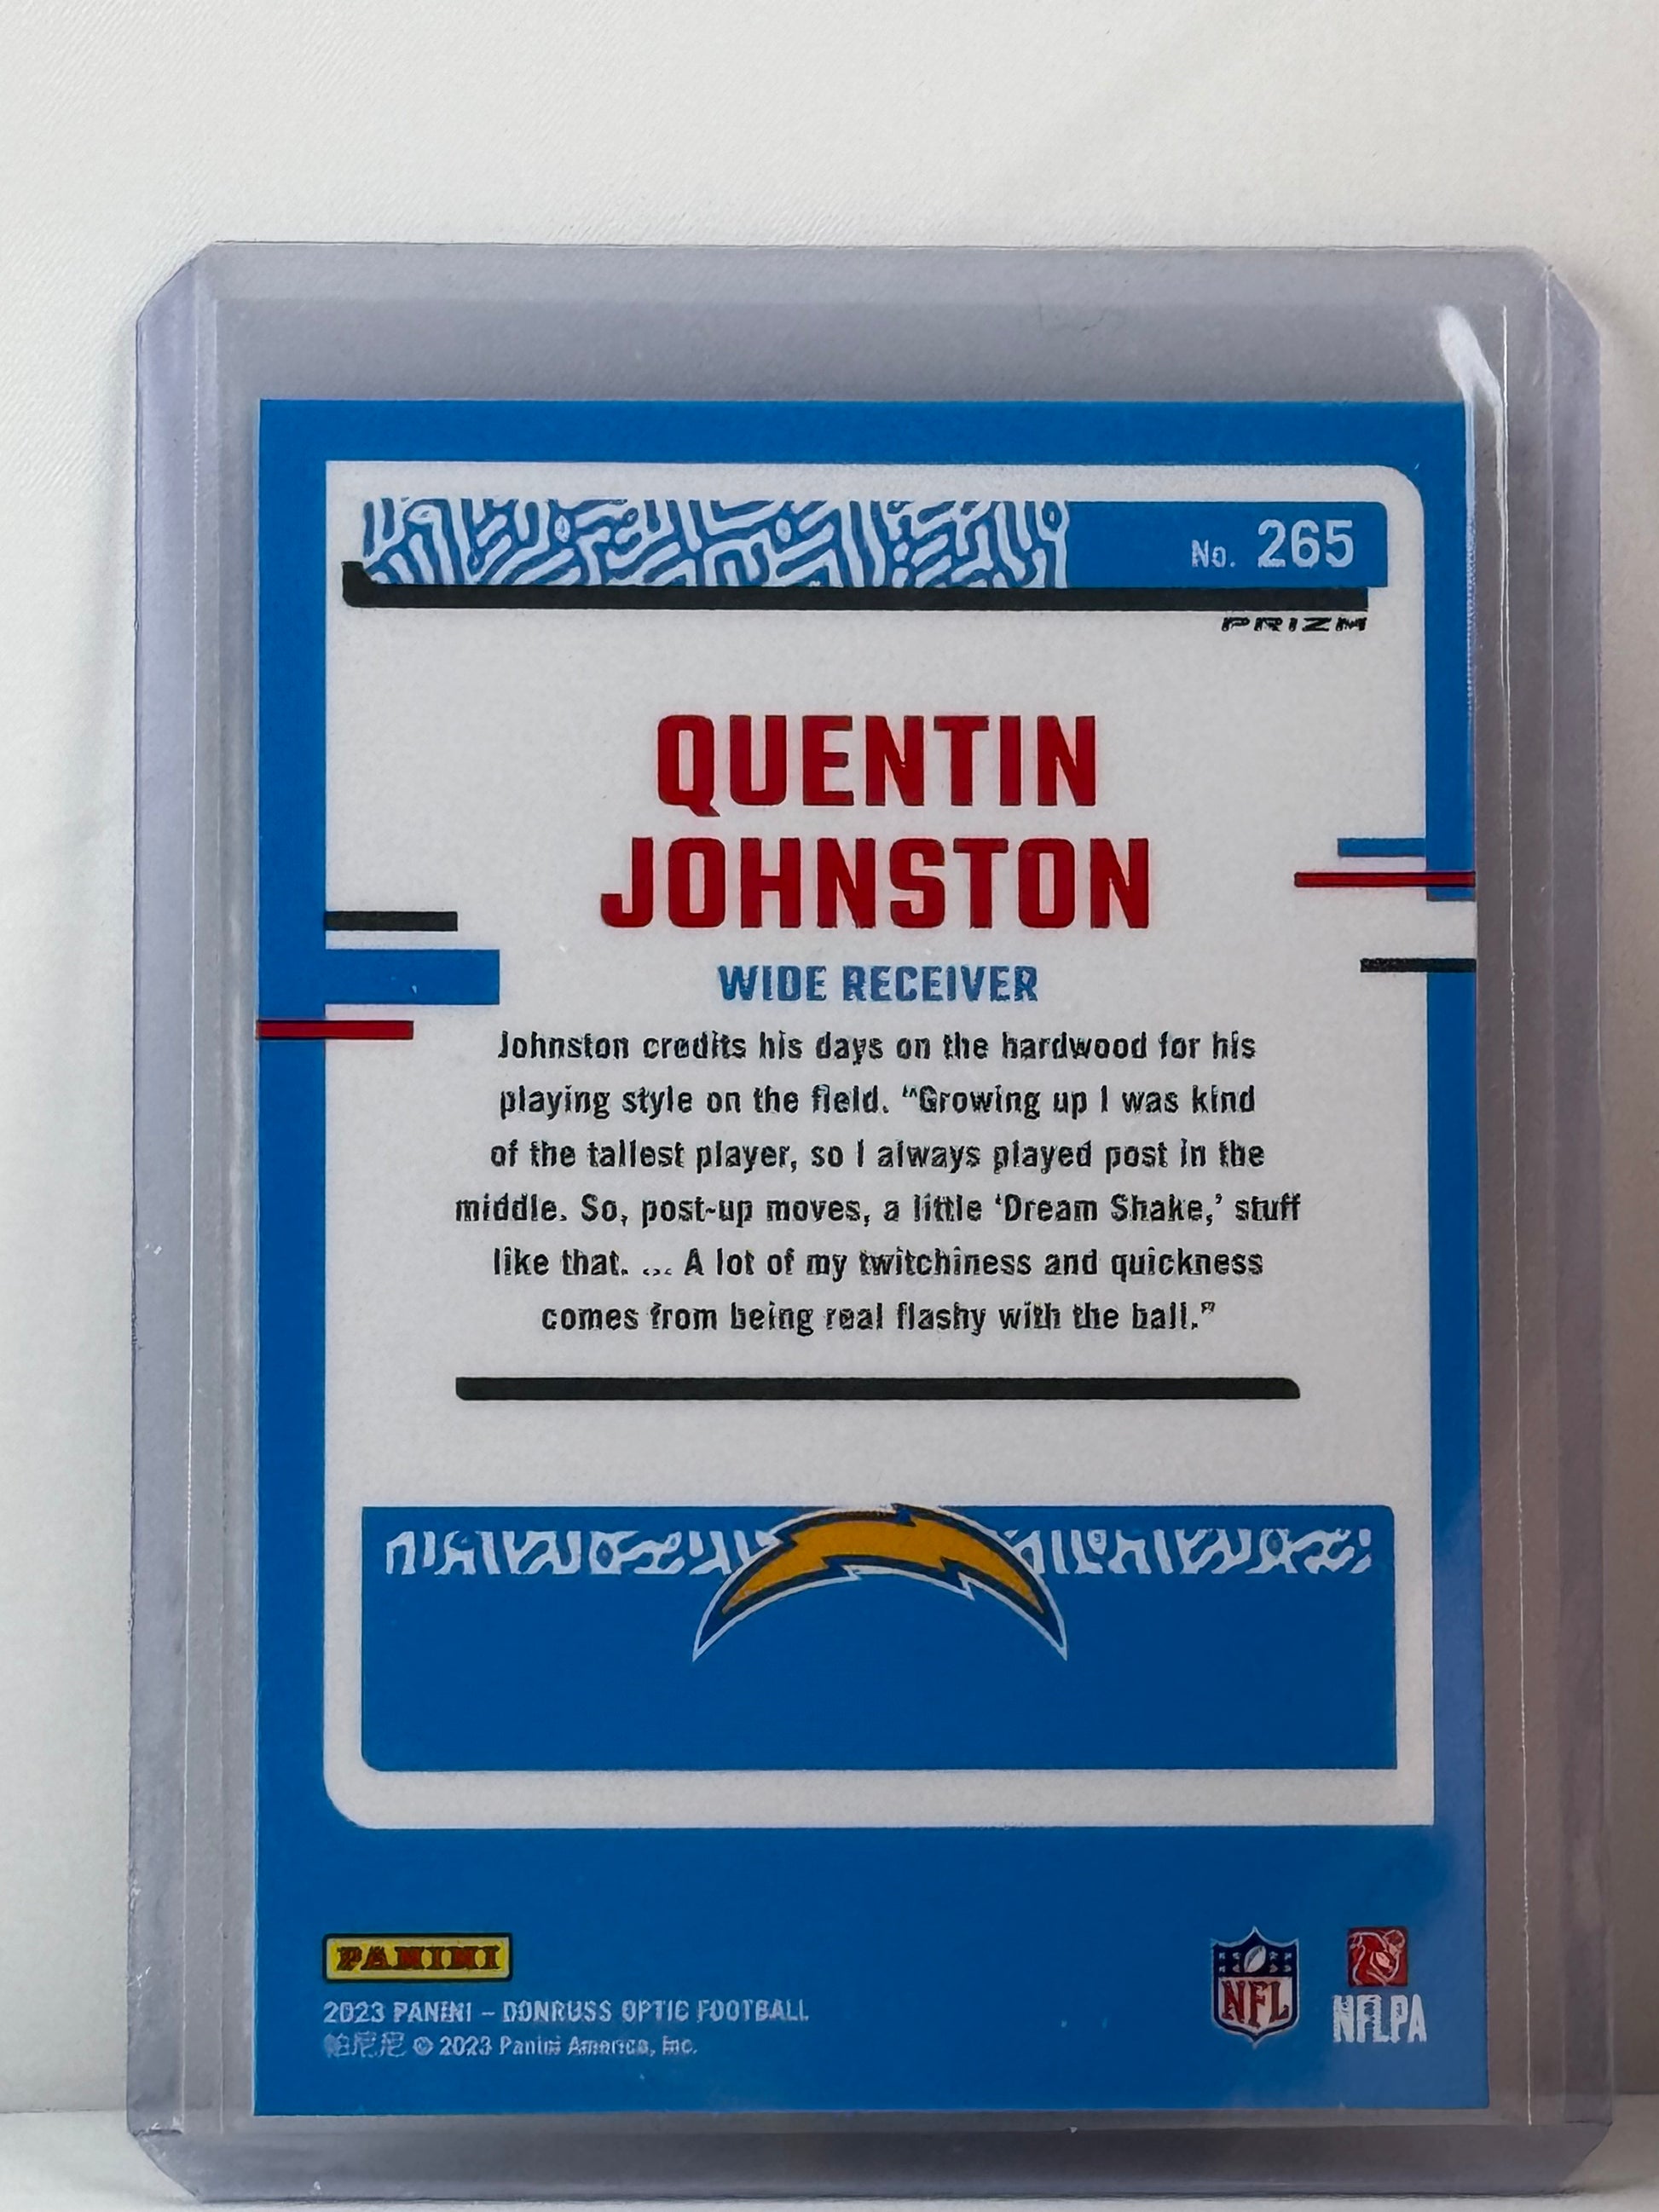 No. 265
PRIZM
QUENTIN
JOHNSTON
WIDE RECEIVER
Johnston credits his days on the hardwood for his
playing style on the field. “Growing up I was kind
of the tallest player, so I always played post in the
middle. So, post-up moves, a little ‘Dream Shake,’ stuff
like that. ... A lot of my twitchiness and quickness
comes from being real flashy with the ball.”
PANINI
2023 PANINI – DONRUSS OPTIC FOOTBALL
帕尼尼 © 2023 Panini America, Inc.
NFL
NFLPA